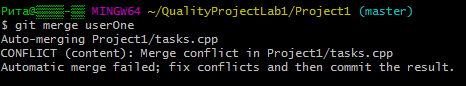 Рита@ MINGW64 ~/QualityProjectLab1/Project1 (master)
$ git merge userOne
Auto-merging Project1/tasks.cpp
CONFLICT (content): Merge conflict in Project1/tasks.cpp
Automatic merge failed; fix conflicts and then commit the result.